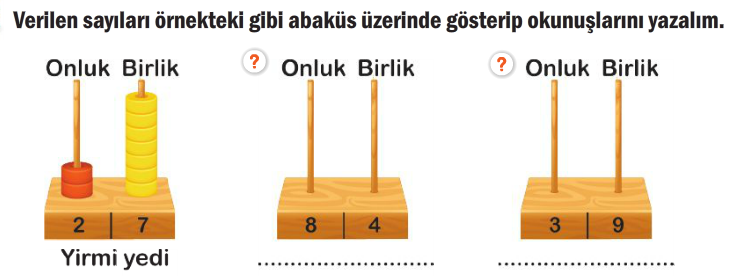 Verilen sayıları örnekteki gibi abaküs üzerinde gösterip okunuşlarını yazalım.
Onluk Birlik
2 7
Yirmi yedi
? Onluk Birlik
8 4
..............................
? Onluk Birlik
3 9
..............................